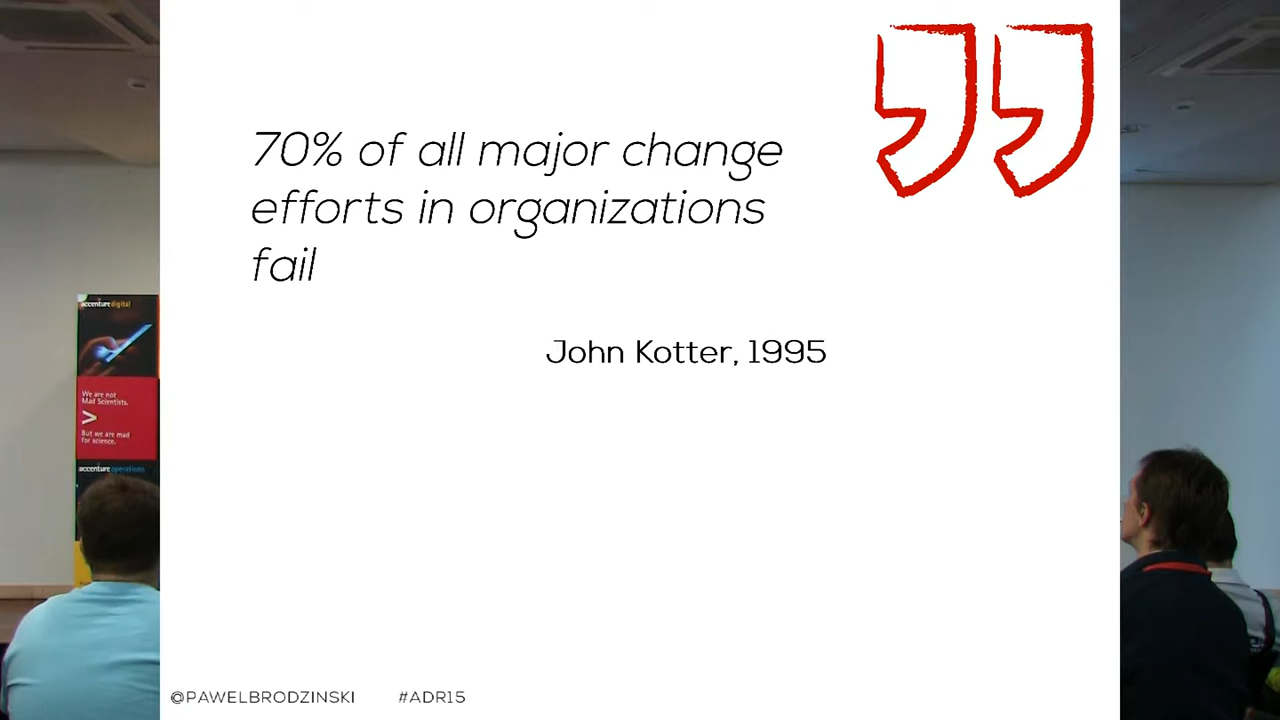 70% of all major change
efforts in organizations
fail
John Kotter, 1995
accenture digital
We are not
Mad Scientists.
>
But we are mad
for science.
accenture operations
@PAWELBRODZINSKI #ADR15